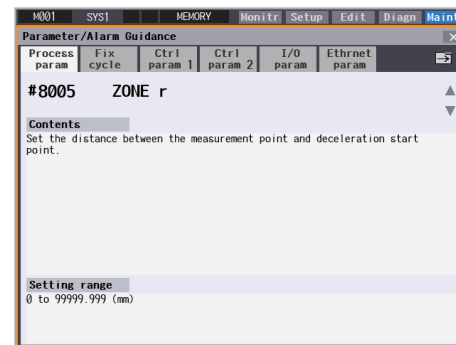 M001 SYS1 MEMORY Monitr Setup Edit Diagn Maint
Parameter/Alarm Guidance
Process param Fix cycle Ctrl param 1 Ctrl param 2 I/O param Ethrnet param
#8005 ZONE r
Contents
Set the distance between the measurement point and deceleration start
point.
Setting range
0 to 99999.999 (mm)